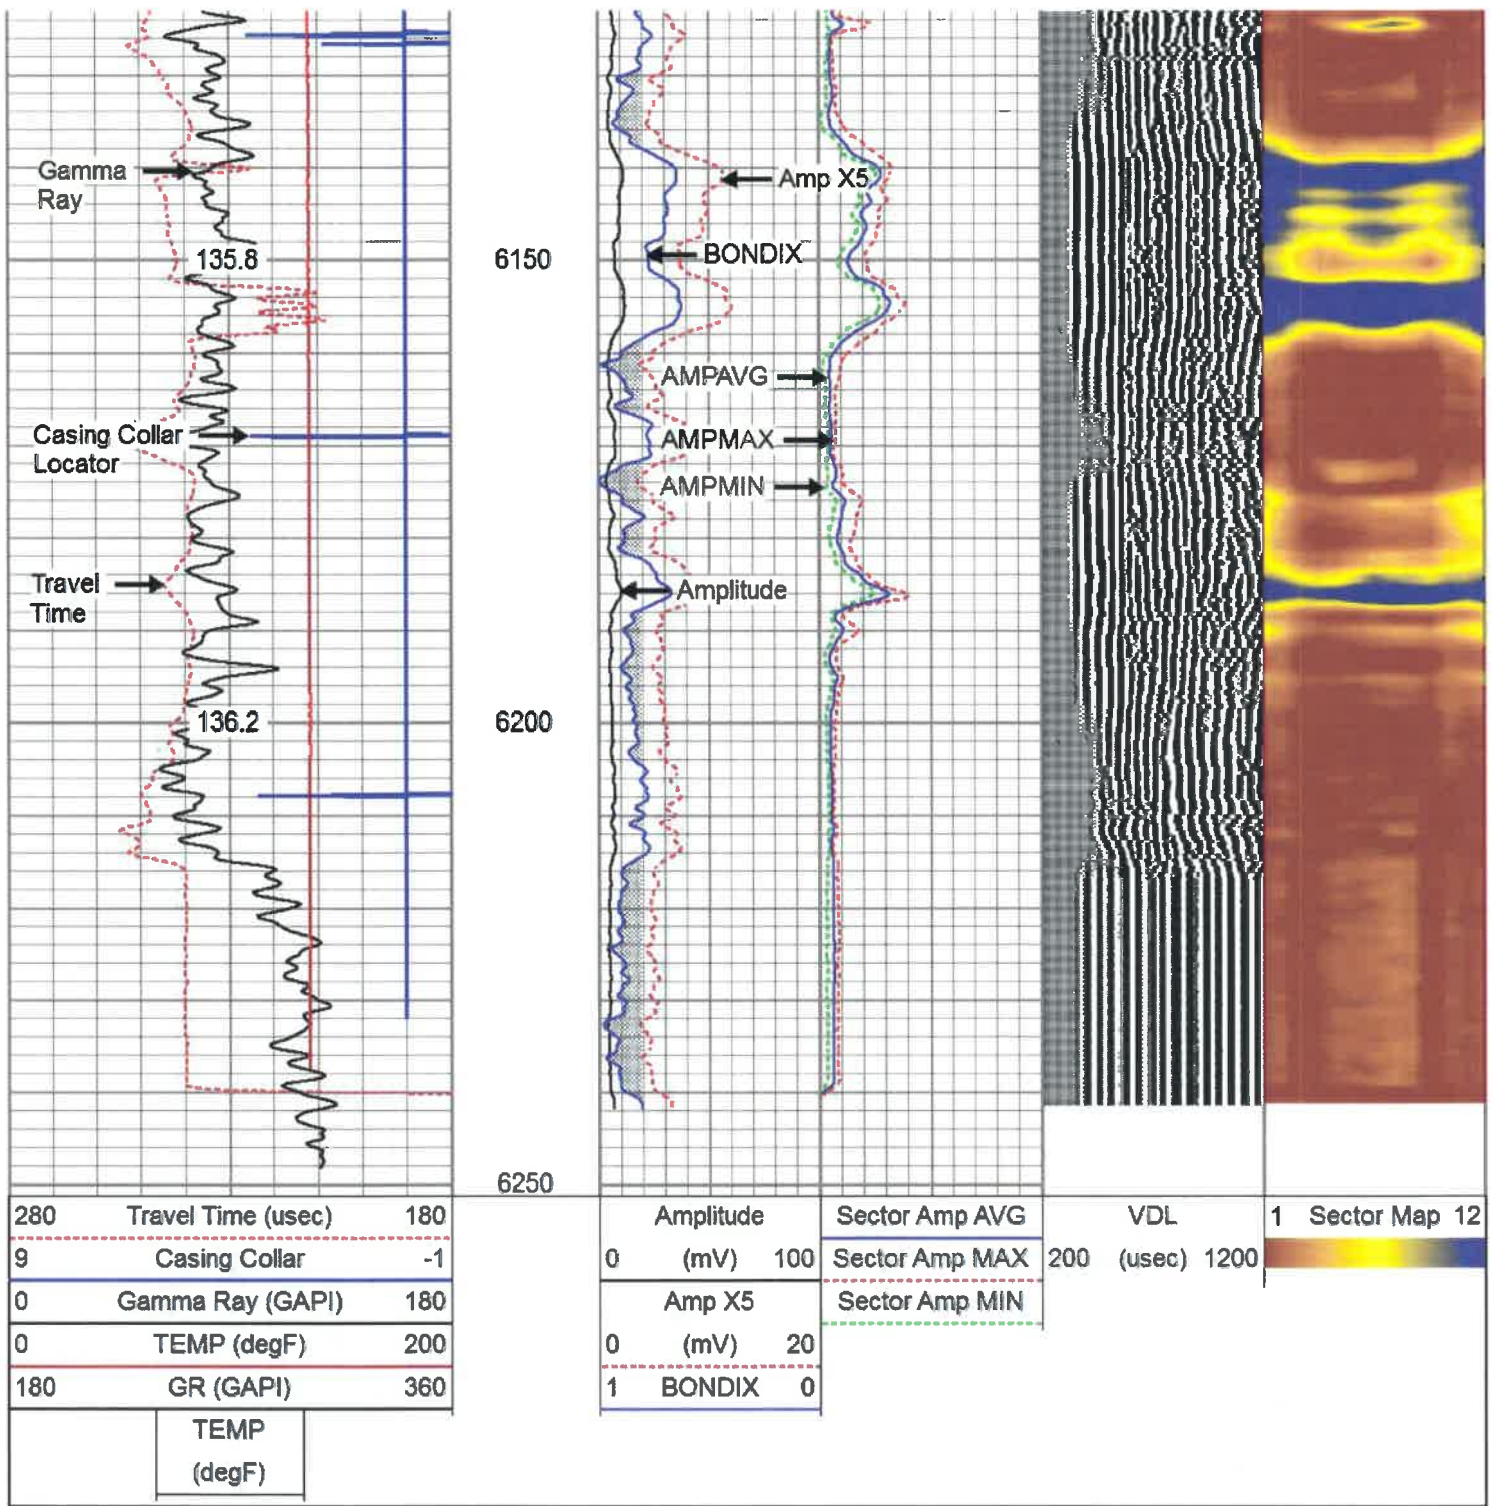 Gamma
Ray
Amp X5
135.8
6150
BONDIX
AMPAVG
Casing Collar
Locator
AMPMAX
AMPMIN
Travel
Time
Amplitude
136.2
6200
6250
280 Travel Time (usec) 180
9 Casing Collar -1
0 Gamma Ray (GAPI) 180
0 TEMP (degF) 200
180 GR (GAPI) 360
TEMP
(degF)
Amplitude
0 (mV) 100
Amp X5
0 (mV) 20
1 BONDIX 0
Sector Amp AVG
Sector Amp MAX
Sector Amp MIN
VDL
200 (usec) 1200
1 Sector Map 12